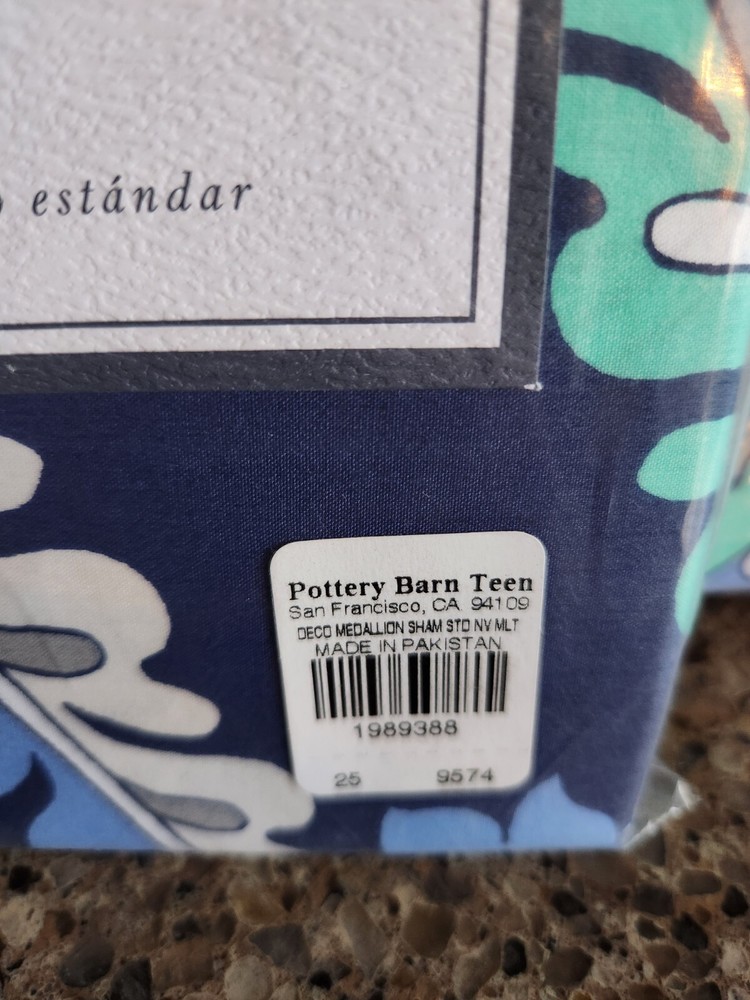 estándar
Pottery Barn Teen
San Francisco, CA 94109
DECO MEDALLION SHAM STD NV MLT
MADE IN PAKISTAN
1989388
25 9574